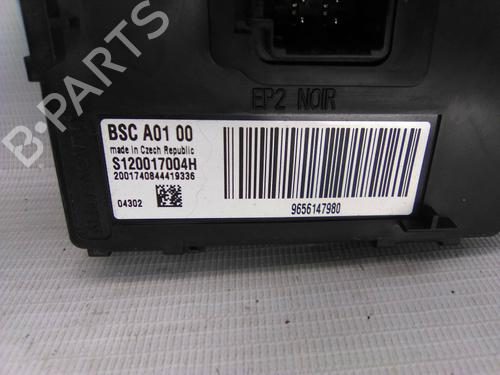 B-PARTS
EP2 NOIR
BSC A01 00
made in Czech Republic
S120017004H
2001740844419336
04302
9656147980